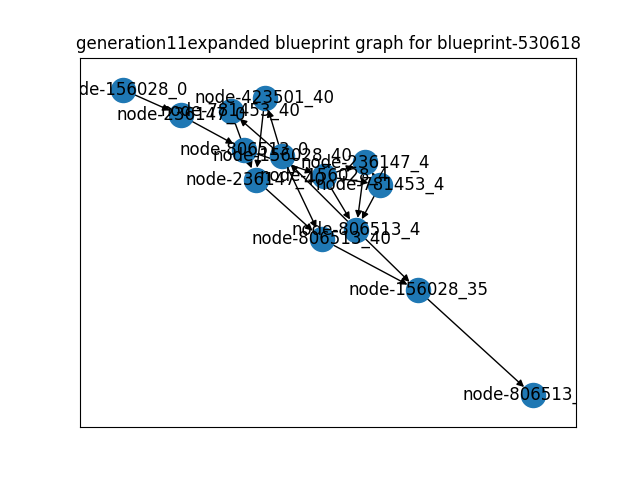 generation11expanded blueprint graph for blueprint-530618
de-156028_0
node-423501_40
node-781453_40
node-236147_0
node-806513_0
node-156028_40
node-236147_4
node-156028_4
node-236147_40
node-781453_4
node-806513_4
node-806513_40
node-156028_35
node-806513_